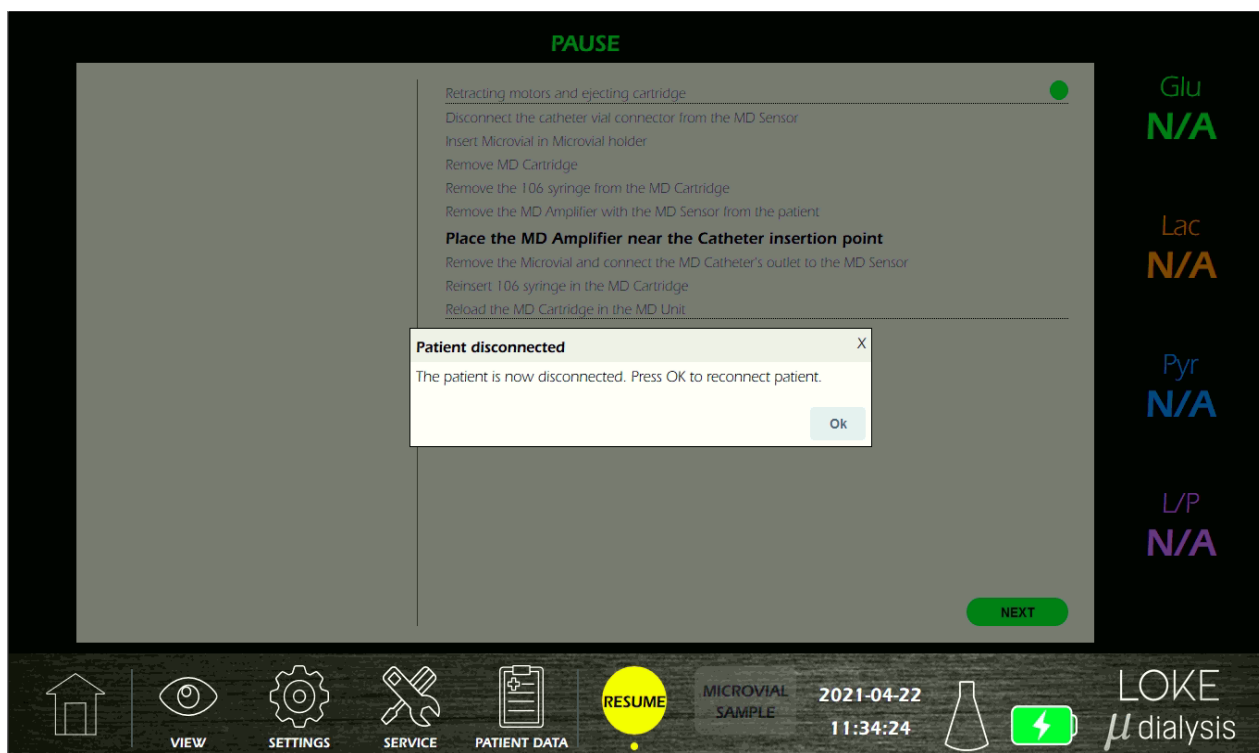 PAUSE
Retracting motors and ejecting cartridge
Disconnect the catheter vial connector from the MD Sensor
Insert Microvial in Microvial holder
Remove MD Cartridge
Remove the 106 syringe from the MD Cartridge
Remove the MD Amplifier with the MD Sensor from the patient
Place the MD Amplifier near the Catheter insertion point
Remove the Microvial and connect the MD Catheter's outlet to the MD Sensor
Reinsert 106 syringe in the MD Cartridge
Reload the MD Cartridge in the MD Unit
Patient disconnected X
The patient is now disconnected. Press OK to reconnect patient.
Ok
NEXT
Glu
N/A
Lac
N/A
Pyr
N/A
L/P
N/A
VIEW
SETTINGS
SERVICE
PATIENT DATA
RESUME
MICROVIAL
SAMPLE
2021-04-22
11:34:24
LOKE
μ dialysis